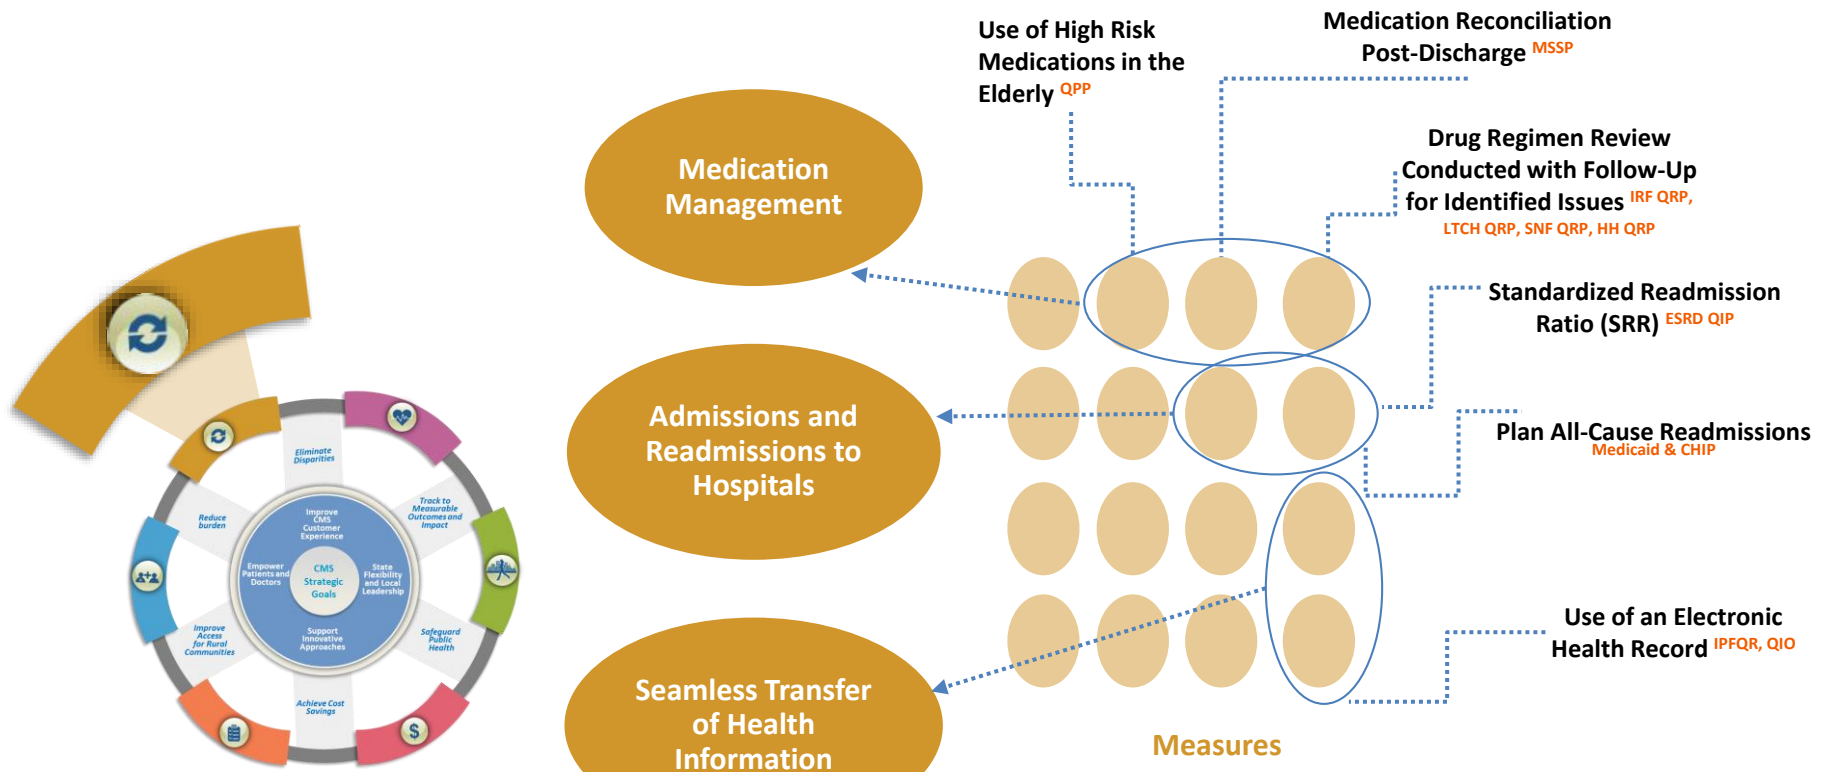 Use of High Risk
Medications in the
Elderly QPP
Medication Reconciliation
Post-Discharge MSSP
Drug Regimen Review
Conducted with Follow-Up
for Identified Issues IRF QRP,
LTCH QRP, SNF QRP, HH QRP
Standardized Readmission
Ratio (SRR) ESRD QIP
Plan All-Cause Readmissions
Medicaid & CHIP
Use of an Electronic
Health Record IPFQR, QIO
Measures
Medication
Management
Admissions and
Readmissions to
Hospitals
Seamless Transfer
of Health
Information
Eliminate
Disparities
Track to
Measurable
Outcomes and
Impact
Safeguard
Public
Health
Achieve Cost
Savings
Improve
Access
for Rural
Communities
Reduce
burden
Improve
CMS
Customer
Experience
State
Flexibility
and Local
Leadership
Support
Innovative
Approaches
Empower
Patients and
Doctors
CMS
Strategic
Goals
$